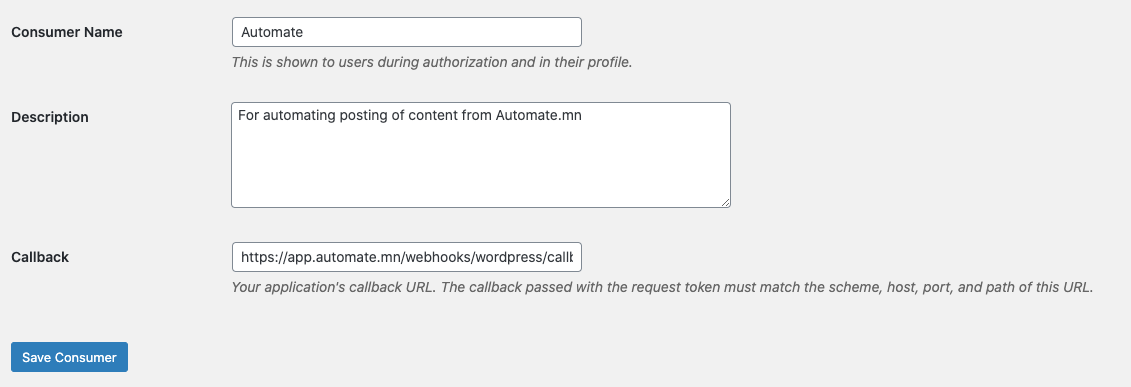 Consumer Name
Automate
This is shown to users during authorization and in their profile.
Description
For automating posting of content from Automate.mn
Callback
https://app.automate.mn/webhooks/wordpress/call
Your application's callback URL. The callback passed with the request token must match the scheme, host, port, and path of this URL.
Save Consumer